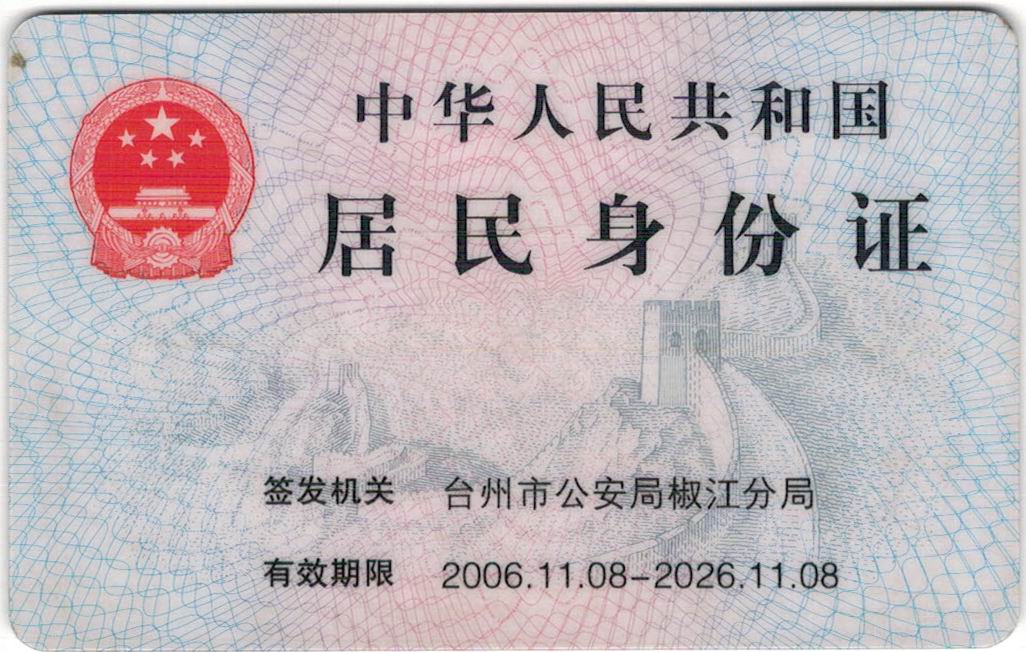 中华人民共和国
居民身份证
签发机关 台州市公安局椒江分局
有效期限 2006.11.08-2026.11.08